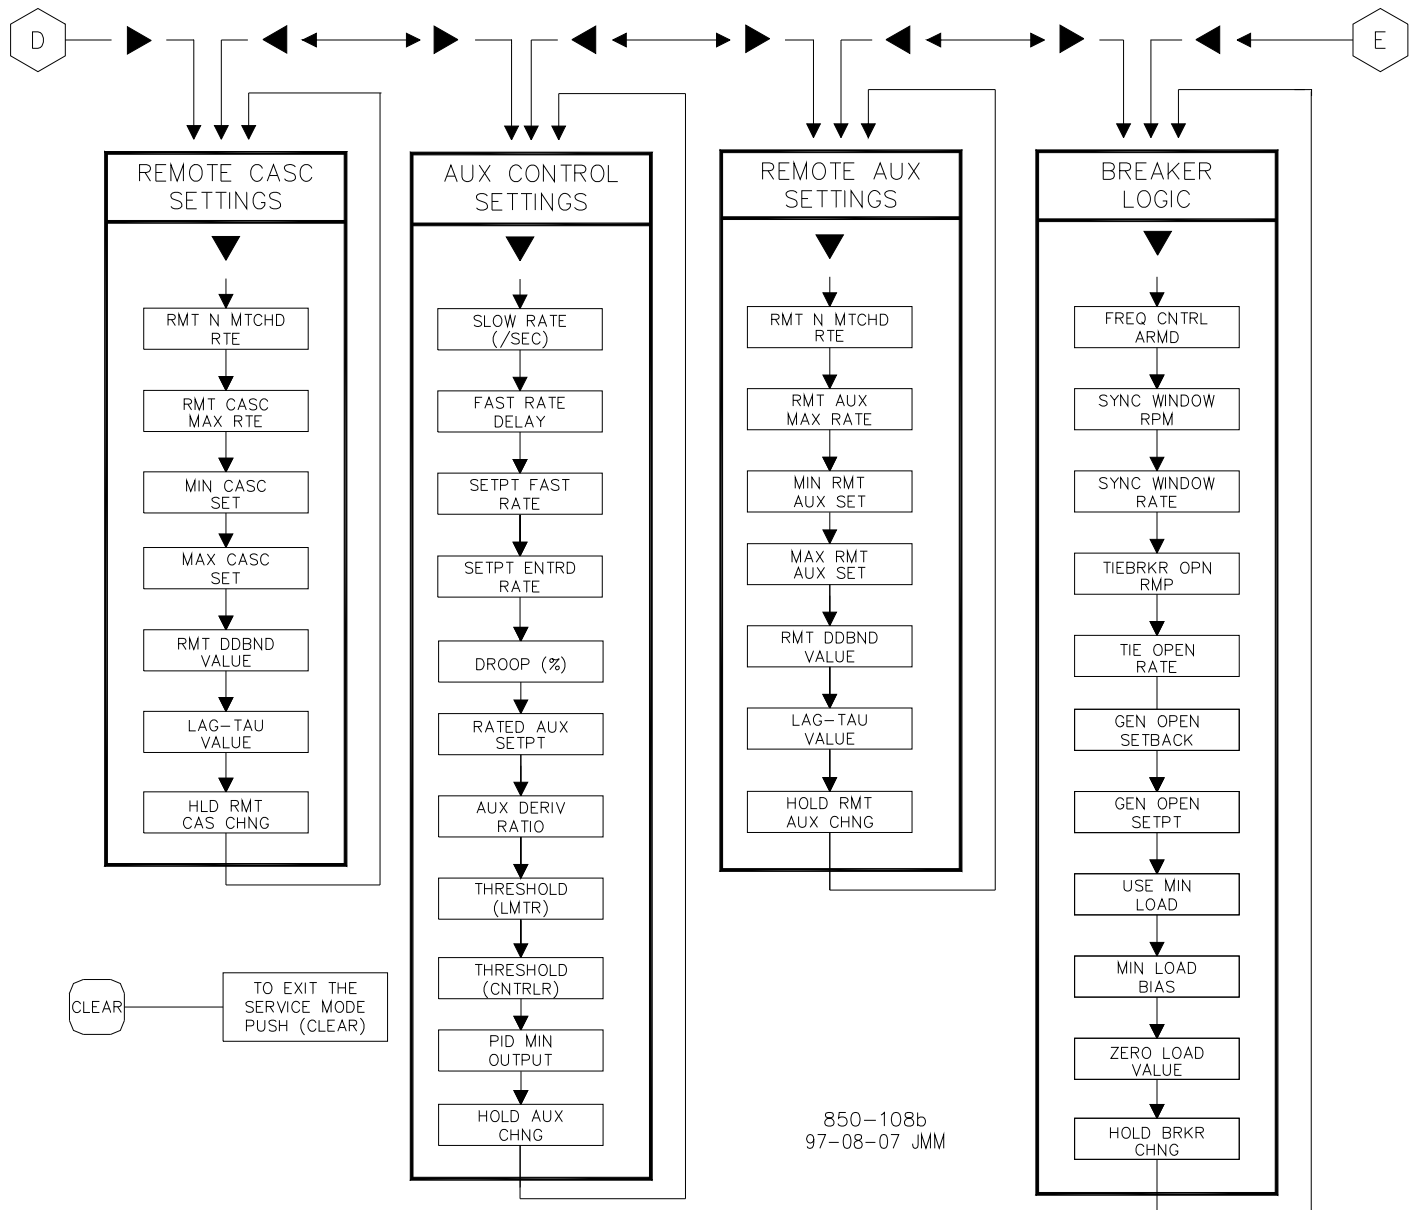 D
E
REMOTE CASC
SETTINGS
RMT N MTCHD
RTE
RMT CASC
MAX RTE
MIN CASC
SET
MAX CASC
SET
RMT DDBND
VALUE
LAG-TAU
VALUE
HLD RMT
CAS CHNG
AUX CONTROL
SETTINGS
SLOW RATE
(/SEC)
FAST RATE
DELAY
SETPT FAST
RATE
SETPT ENTRD
RATE
DROOP (%)
RATED AUX
SETPT
AUX DERIV
RATIO
THRESHOLD
(LMTR)
THRESHOLD
(CNTRLR)
PID MIN
OUTPUT
HOLD AUX
CHNG
REMOTE AUX
SETTINGS
RMT N MTCHD
RTE
RMT AUX
MAX RATE
MIN RMT
AUX SET
MAX RMT
AUX SET
RMT DDBND
VALUE
LAG-TAU
VALUE
HOLD RMT
AUX CHNG
BREAKER
LOGIC
FREQ CNTRL
ARMD
SYNC WINDOW
RPM
SYNC WINDOW
RATE
TIEBRKR OPN
RMP
TIE OPEN
RATE
GEN OPEN
SETBACK
GEN OPEN
SETPT
USE MIN
LOAD
MIN LOAD
BIAS
ZERO LOAD
VALUE
HOLD BRKR
CHNG
CLEAR
TO EXIT THE
SERVICE MODE
PUSH (CLEAR)
850-108b
97-08-07 JMM